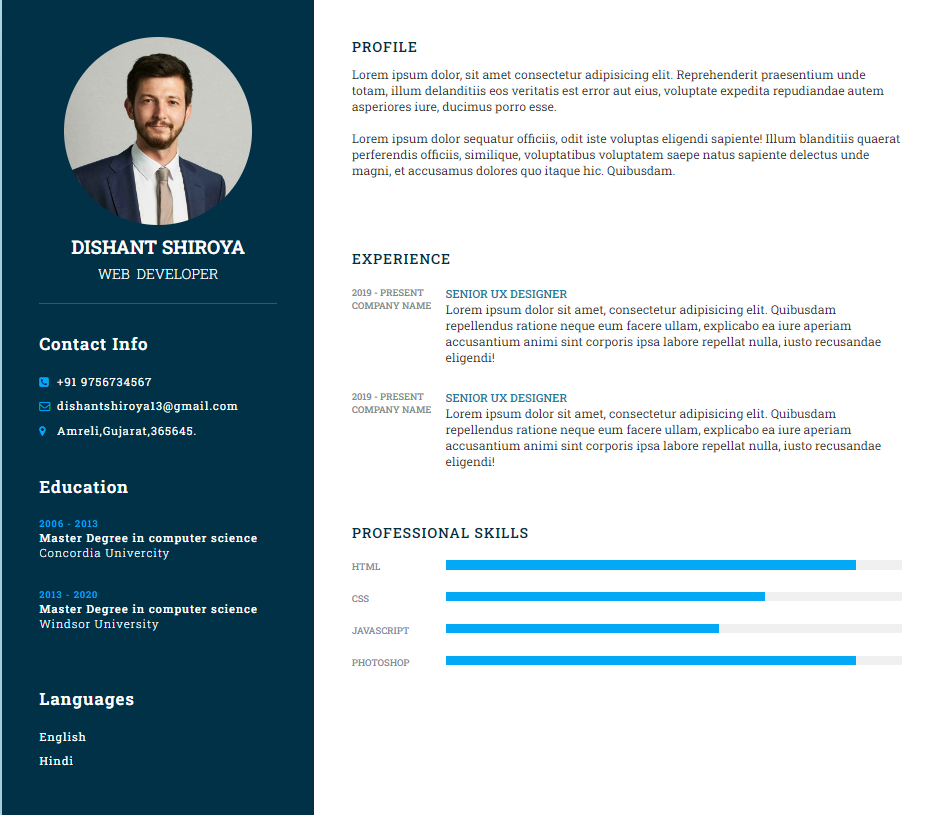 DISHANT SHIROYA
WEB DEVELOPER
Contact Info
+91 9756734567
dishantshiroya13@gmail.com
Amreli,Gujarat,365645.
Education
2006 - 2013
Master Degree in computer science
Concordia Univercity
2013 - 2020
Master Degree in computer science
Windsor University
Languages
English
Hindi
PROFILE
Lorem ipsum dolor, sit amet consectetur adipisicing elit. Reprehenderit praesentium unde
totam, illum delanditiis eos veritatis est error aut eius, voluptate expedita repudiandae autem
asperiores iure, ducimus porro esse.
Lorem ipsum dolor sequatur officiis, odit iste voluptas eligendi sapiente! Illum blanditiis quaerat
perferendis officiis, similique, voluptatibus voluptatem saepe natus sapiente delectus unde
magni, et accusamus dolores quo itaque hic. Quibusdam.
EXPERIENCE
2019 - PRESENT
COMPANY NAME
SENIOR UX DESIGNER
Lorem ipsum dolor sit amet, consectetur adipisicing elit. Quibusdam
repellendus ratione neque eum facere ullam, explicabo ea iure aperiam
accusantium animi sint corporis ipsa labore repellat nulla, iusto recusandae
eligendi!
2019 - PRESENT
COMPANY NAME
SENIOR UX DESIGNER
Lorem ipsum dolor sit amet, consectetur adipisicing elit. Quibusdam
repellendus ratione neque eum facere ullam, explicabo ea iure aperiam
accusantium animi sint corporis ipsa labore repellat nulla, iusto recusandae
eligendi!
PROFESSIONAL SKILLS
HTML
CSS
JAVASCRIPT
PHOTOSHOP